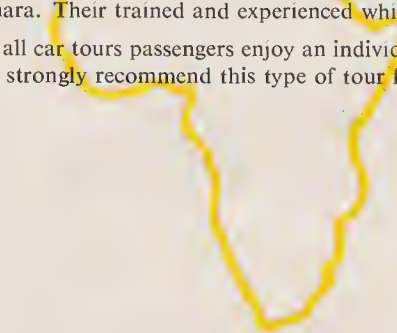 ara. Their trained and experienced whi
all car tours passengers enjoy an individ
strongly recommend this type of tour f